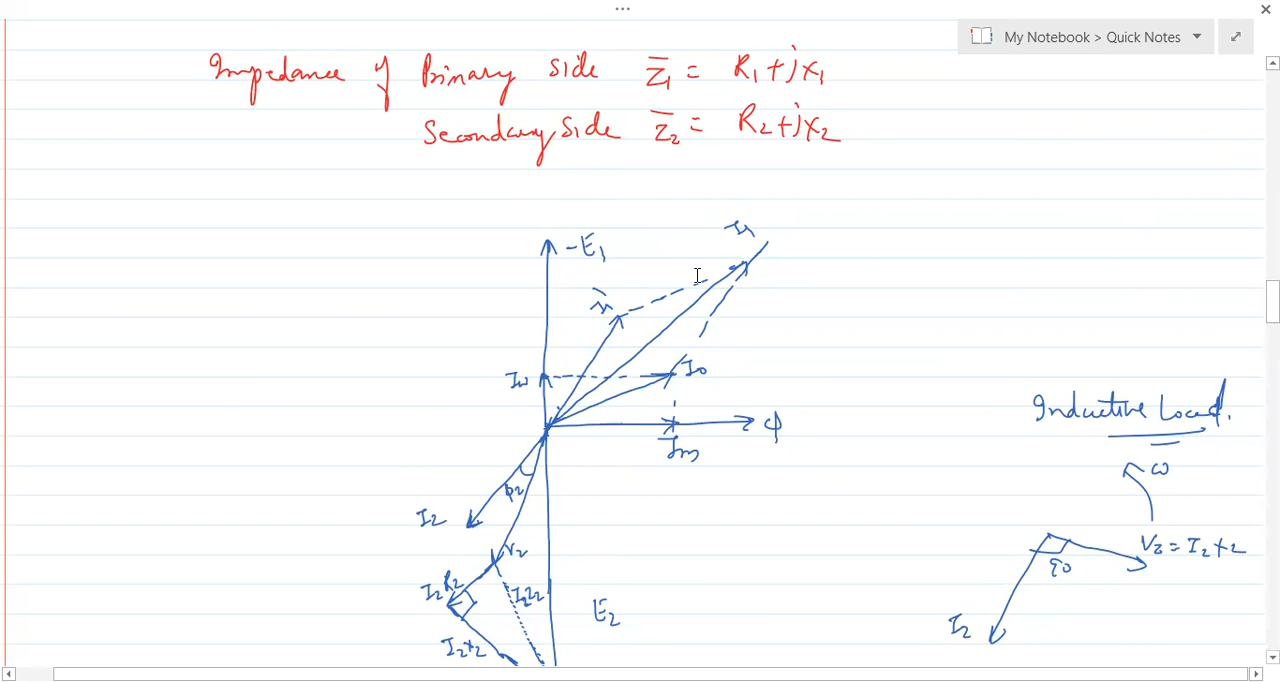 ...
My Notebook > Quick Notes
Impedance of Primary side Z̅₁ = R₁+jx₁
Secondary side Z̅₂ = R₂+jx₂
I₁
-E₁
Iw
I₀
ϕ
Im
Inductive Load.
ω
ϕ₂
I₂
V₂
V₂ = I₂x₂
90
I₂R₂
I₂Z₂
E₂
I₂
I₂x₂